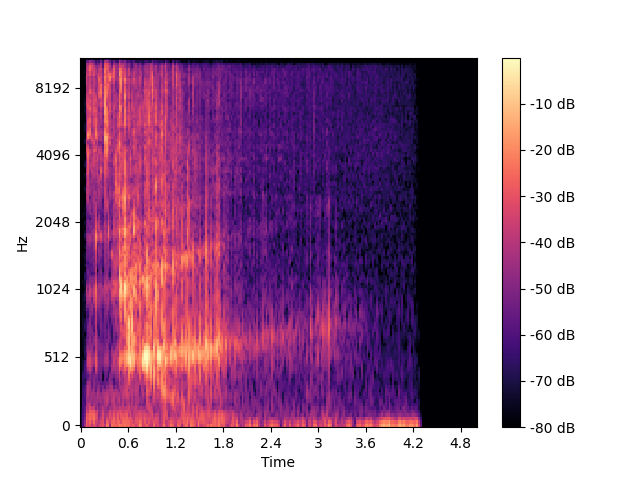 8192
4096
2048
1024
512
0
Hz
0 0.6 1.2 1.8 2.4 3 3.6 4.2 4.8
Time
-10 dB
-20 dB
-30 dB
-40 dB
-50 dB
-60 dB
-70 dB
-80 dB